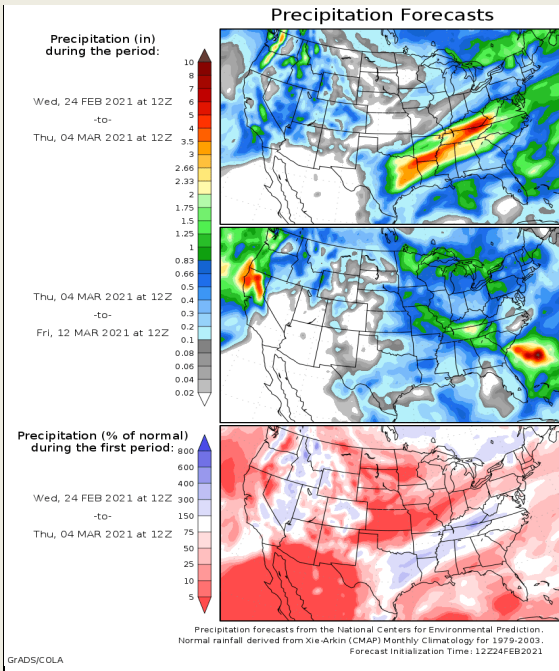 Precipitation Forecasts
Precipitation (in)
during the period:
Wed, 24 FEB 2021 at 12Z
-to-
Thu, 04 MAR 2021 at 12Z
10
8
7
6
5
4
3.5
3
2.66
2.33
2
1.75
1.5
1.25
1
0.83
0.66
0.5
0.4
0.3
0.2
0.1
0.08
0.06
0.04
0.02
Thu, 04 MAR 2021 at 12Z
-to-
Fri, 12 MAR 2021 at 12Z
Precipitation (% of normal)
during the first period:
Wed, 24 FEB 2021 at 12Z
-to-
Thu, 04 MAR 2021 at 12Z
800
600
400
300
150
75
50
25
10
5
Precipitation forecasts from the National Centers for Environmental Prediction.
Normal rainfall derived from Xie-Arkin (CMAP) Monthly Climatology for 1979-2003.
Forecast Initialization Time: 12Z24FEB2021
GrADS/COLA